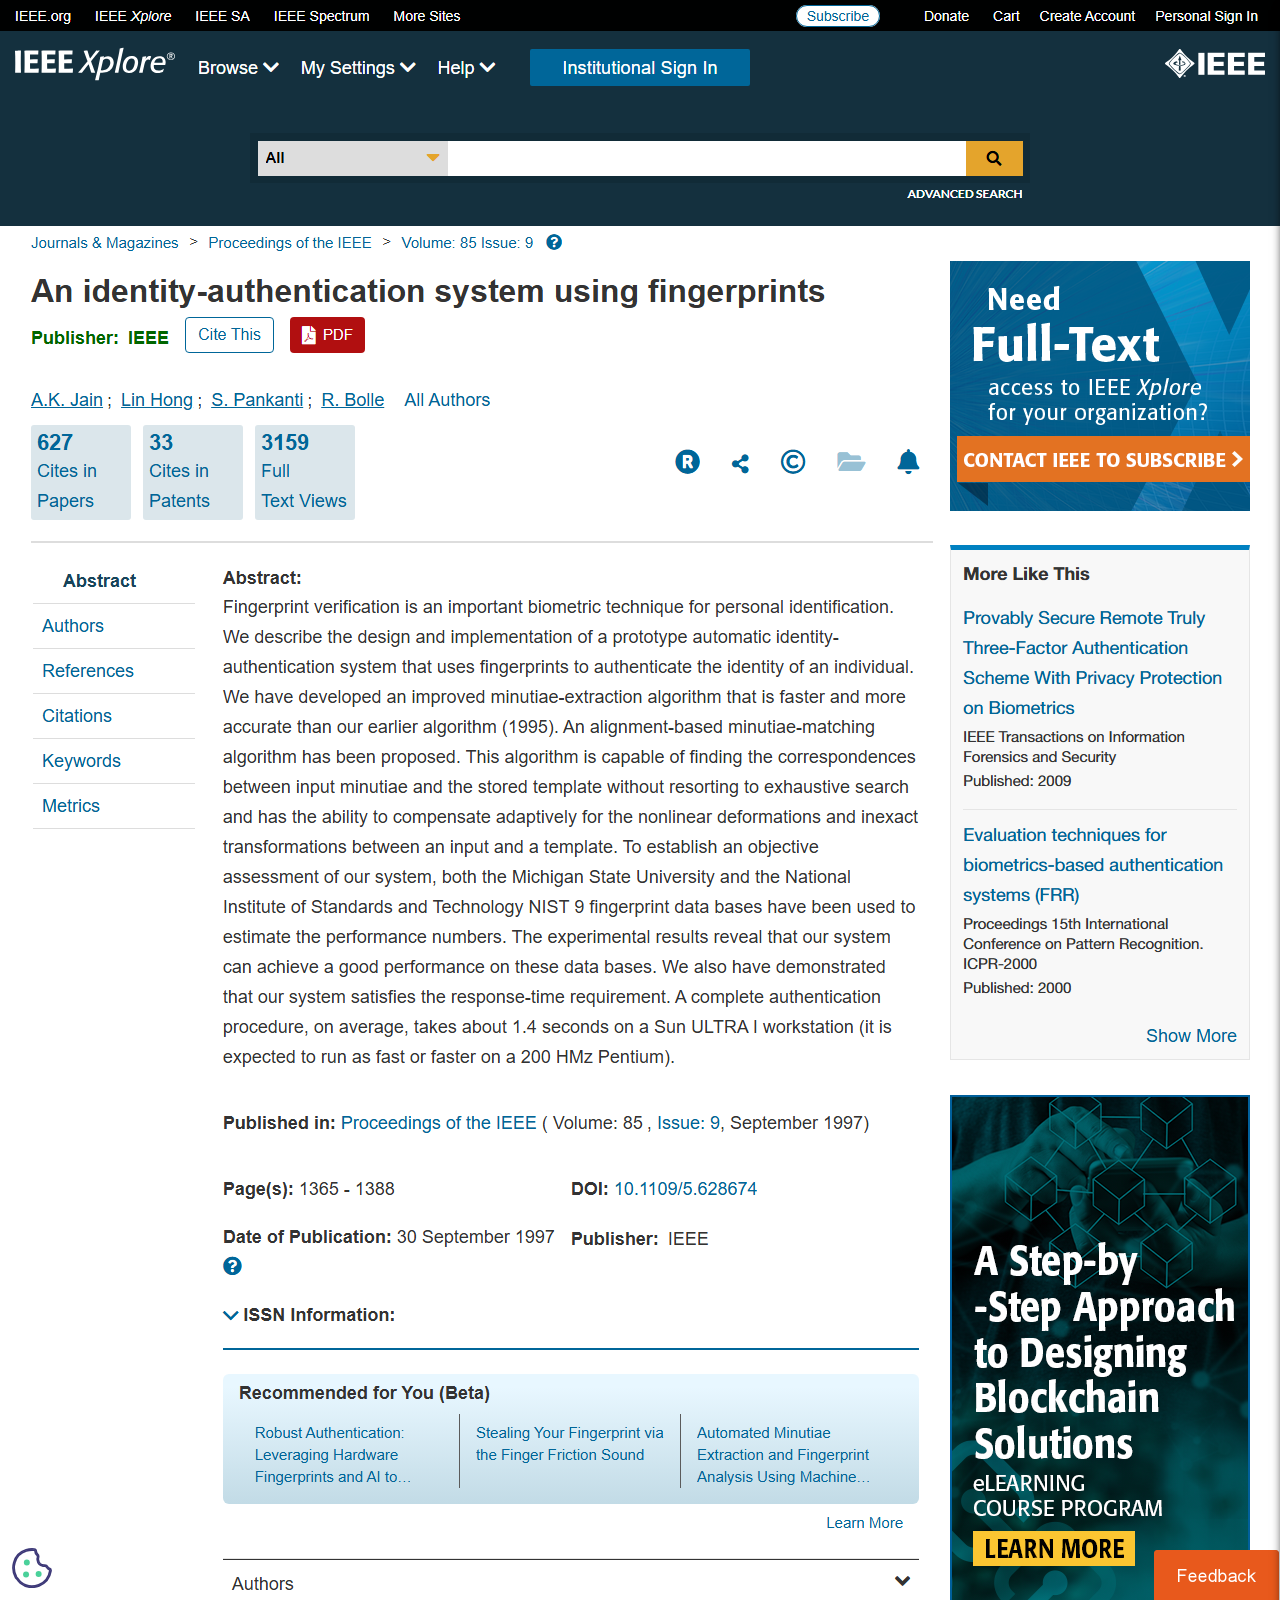 IEEE.org IEEE Xplore IEEE SA IEEE Spectrum More Sites Subscribe Donate Cart Create Account Personal Sign In
IEEE Xplore® Browse My Settings Help Institutional Sign In IEEE
All
ADVANCED SEARCH
Journals & Magazines > Proceedings of the IEEE > Volume: 85 Issue: 9
An identity-authentication system using fingerprints
Publisher: IEEE Cite This PDF
A.K. Jain ; Lin Hong ; S. Pankanti ; R. Bolle All Authors
627
Cites in
Papers
33
Cites in
Patents
3159
Full
Text Views
Abstract
Authors
References
Citations
Keywords
Metrics
Abstract:
Fingerprint verification is an important biometric technique for personal identification.
We describe the design and implementation of a prototype automatic identity-
authentication system that uses fingerprints to authenticate the identity of an individual.
We have developed an improved minutiae-extraction algorithm that is faster and more
accurate than our earlier algorithm (1995). An alignment-based minutiae-matching
algorithm has been proposed. This algorithm is capable of finding the correspondences
between input minutiae and the stored template without resorting to exhaustive search
and has the ability to compensate adaptively for the nonlinear deformations and inexact
transformations between an input and a template. To establish an objective
assessment of our system, both the Michigan State University and the National
Institute of Standards and Technology NIST 9 fingerprint data bases have been used to
estimate the performance numbers. The experimental results reveal that our system
can achieve a good performance on these data bases. We also have demonstrated
that our system satisfies the response-time requirement. A complete authentication
procedure, on average, takes about 1.4 seconds on a Sun ULTRA I workstation (it is
expected to run as fast or faster on a 200 HMz Pentium).
Published in: Proceedings of the IEEE ( Volume: 85 , Issue: 9, September 1997)
Page(s): 1365 - 1388
DOI: 10.1109/5.628674
Date of Publication: 30 September 1997
Publisher: IEEE
ISSN Information:
Recommended for You (Beta)
Robust Authentication:
Leveraging Hardware
Fingerprints and AI to...
Stealing Your Fingerprint via
the Finger Friction Sound
Automated Minutiae
Extraction and Fingerprint
Analysis Using Machine...
Learn More
Authors
Need
Full-Text
access to IEEE Xplore
for your organization?
CONTACT IEEE TO SUBSCRIBE
More Like This
Provably Secure Remote Truly
Three-Factor Authentication
Scheme With Privacy Protection
on Biometrics
IEEE Transactions on Information
Forensics and Security
Published: 2009
Evaluation techniques for
biometrics-based authentication
systems (FRR)
Proceedings 15th International
Conference on Pattern Recognition.
ICPR-2000
Published: 2000
Show More
A Step-by
-Step Approach
to Designing
Blockchain
Solutions
eLEARNING
COURSE PROGRAM
LEARN MORE
Feedback